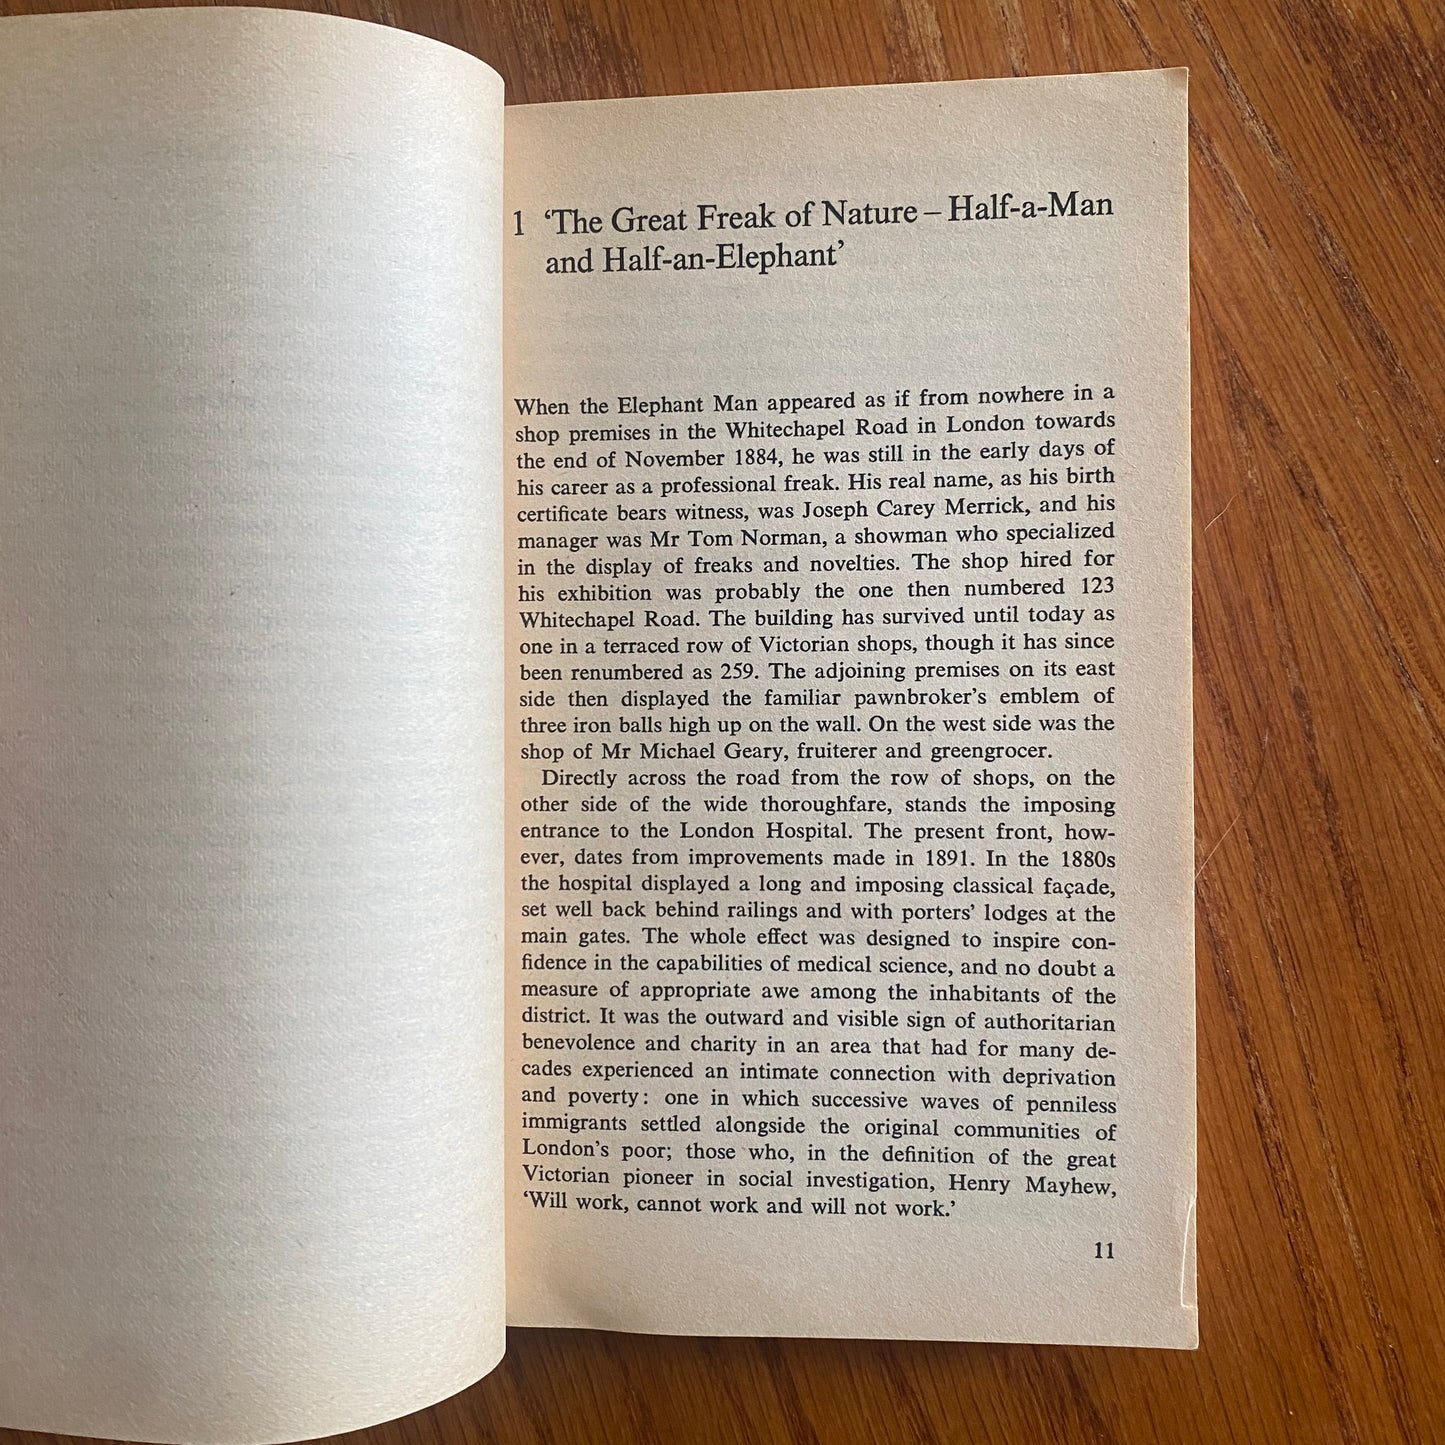 1 ‘The Great Freak of Nature – Half-a-Man
and Half-an-Elephant’
When the Elephant Man appeared as if from nowhere in a
shop premises in the Whitechapel Road in London towards
the end of November 1884, he was still in the early days of
his career as a professional freak. His real name, as his birth
certificate bears witness, was Joseph Carey Merrick, and his
manager was Mr Tom Norman, a showman who specialized
in the display of freaks and novelties. The shop hired for
his exhibition was probably the one then numbered 123
Whitechapel Road. The building has survived until today as
one in a terraced row of Victorian shops, though it has since
been renumbered as 259. The adjoining premises on its east
side then displayed the familiar pawnbroker’s emblem of
three iron balls high up on the wall. On the west side was the
shop of Mr Michael Geary, fruiterer and greengrocer.
Directly across the road from the row of shops, on the
other side of the wide thoroughfare, stands the imposing
entrance to the London Hospital. The present front, how-
ever, dates from improvements made in 1891. In the 1880s
the hospital displayed a long and imposing classical façade,
set well back behind railings and with porters’ lodges at the
main gates. The whole effect was designed to inspire con-
fidence in the capabilities of medical science, and no doubt a
measure of appropriate awe among the inhabitants of the
district. It was the outward and visible sign of authoritarian
benevolence and charity in an area that had for many de-
cades experienced an intimate connection with deprivation
and poverty: one in which successive waves of penniless
immigrants settled alongside the original communities of
London’s poor; those who, in the definition of the great
Victorian pioneer in social investigation, Henry Mayhew,
‘Will work, cannot work and will not work.’
11